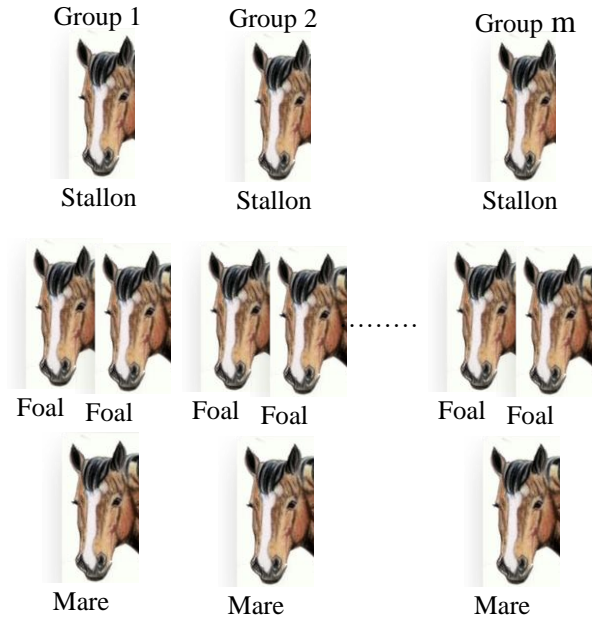 Group 1 Group 2 Group m
Stallon Stallon Stallon
........
Foal Foal Foal Foal Foal Foal
Mare Mare Mare